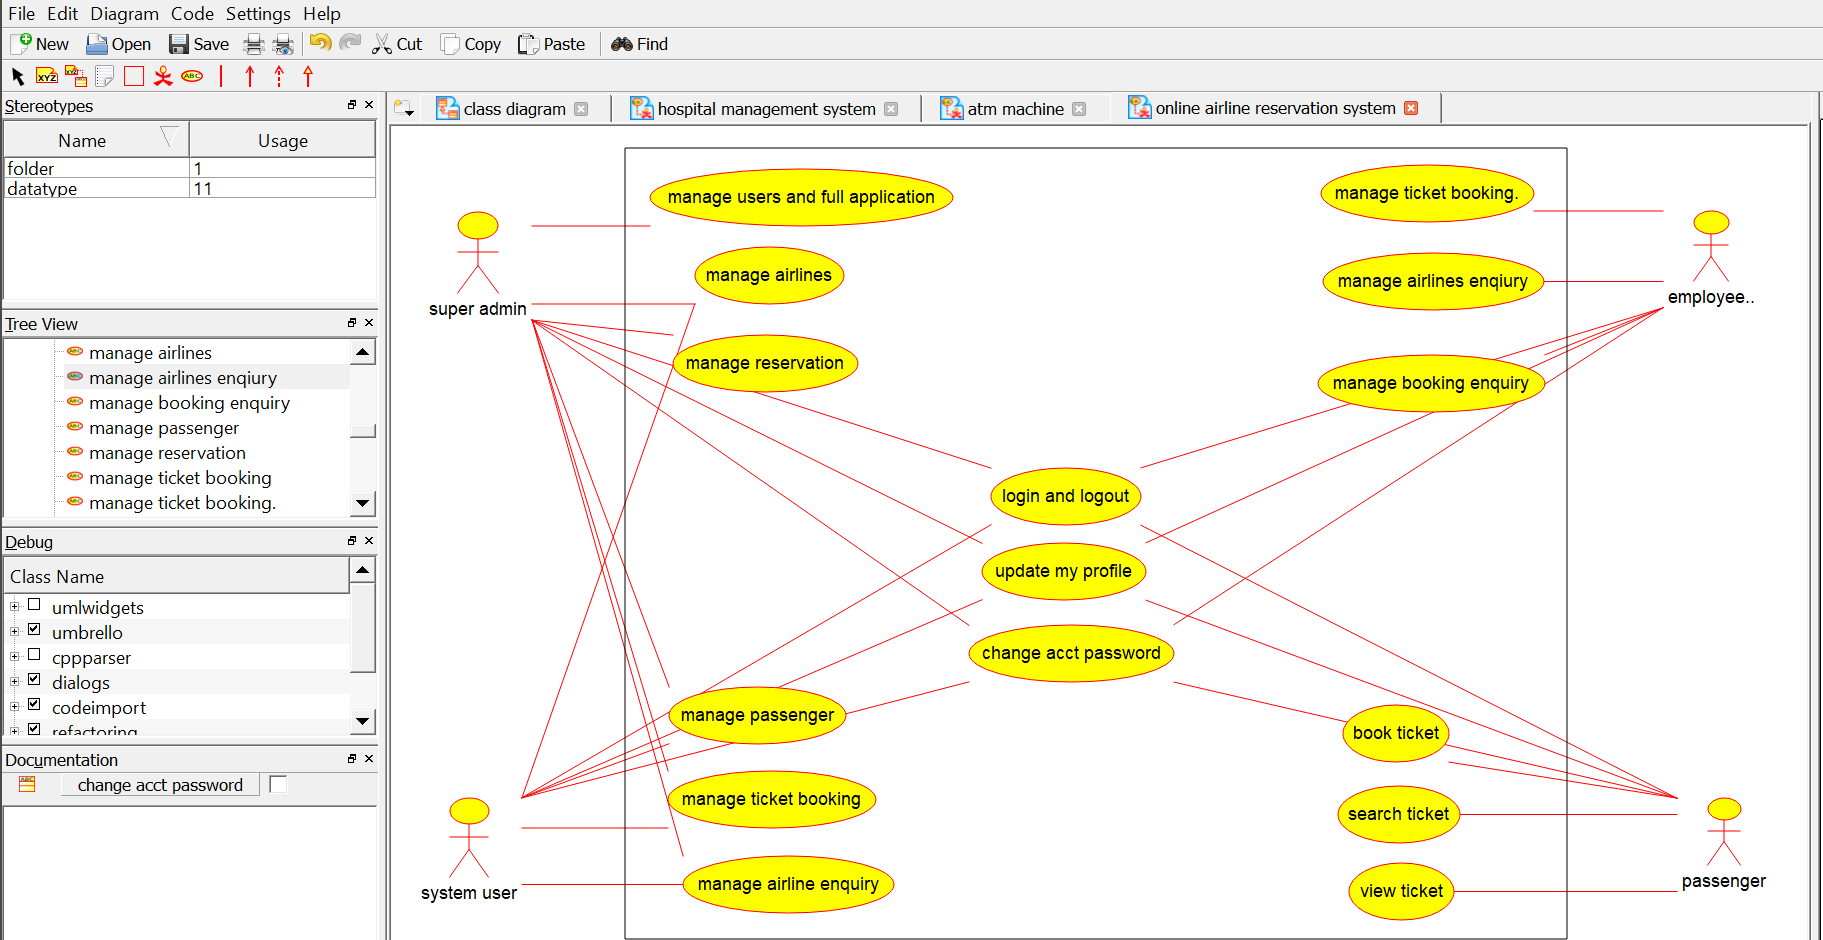 File Edit Diagram Code Settings Help
New Open Save Cut Copy Paste Find
XYZ XYZ ABC
Stereotypes
Name Usage
folder 1
datatype 11
Tree View
manage airlines
manage airlines enqiury
manage booking enquiry
manage passenger
manage reservation
manage ticket booking
manage ticket booking.
Debug
Class Name
umlwidgets
umbrello
cppparser
dialogs
codeimport
refactoring
Documentation
change acct password
class diagram
hospital management system
atm machine
online airline reservation system
manage users and full application
manage ticket booking.
manage airlines
manage airlines enqiury
super admin
employee..
manage reservation
manage booking enquiry
login and logout
update my profile
change acct password
manage passenger
book ticket
manage ticket booking
search ticket
system user
manage airline enquiry
view ticket
passenger